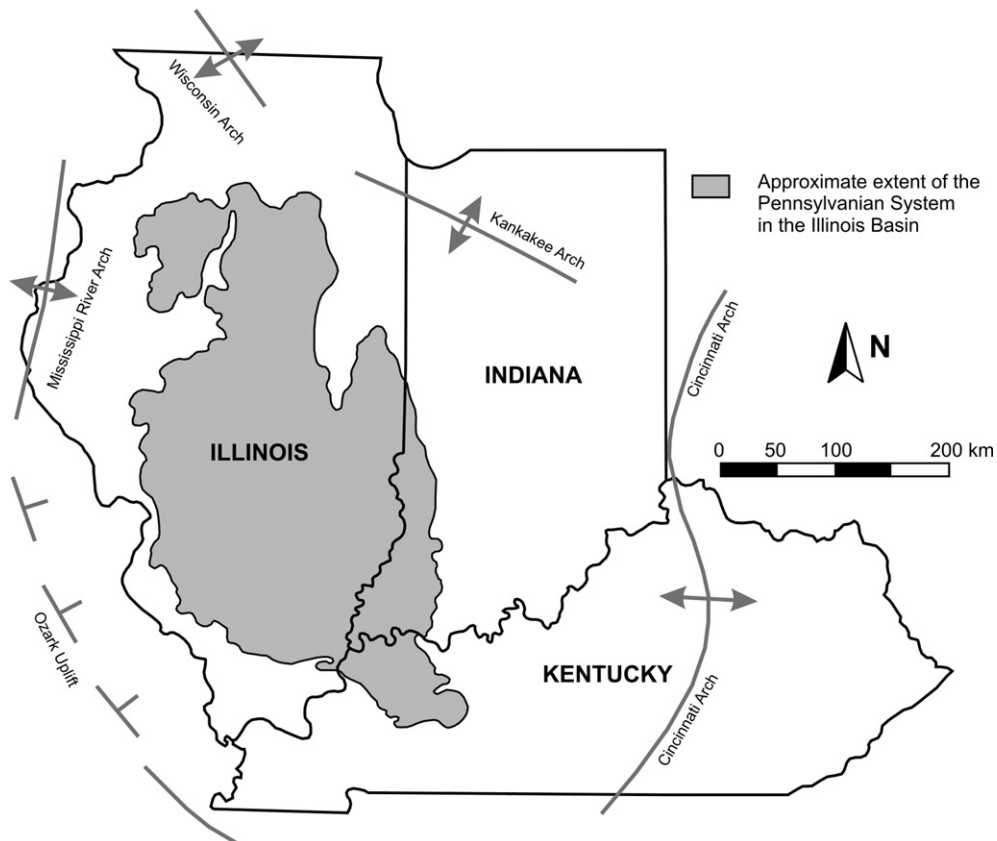 Wisconsin Arch
Kankakee Arch
Mississippi River Arch
Approximate extent of the
Pennsylvanian System
in the Illinois Basin
Cincinnati Arch
N
INDIANA
ILLINOIS
0 50 100 200 km
Ozark Uplift
KENTUCKY
Cincinnati Arch